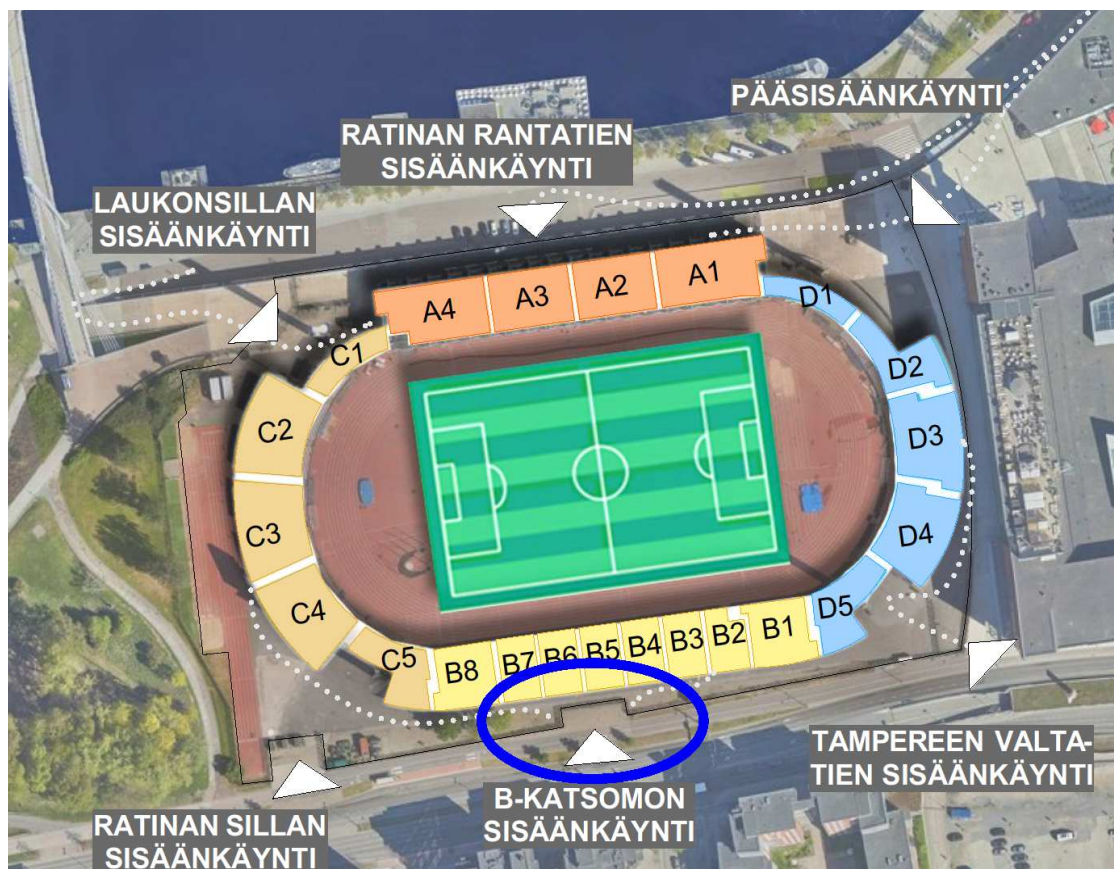 PÄÄSISÄÄNKÄYNTI
RATINAN RANTATIEN
SISÄÄNKÄYNTI
LAUKONSILLAN
SISÄÄNKÄYNTI
A4
A3
A2
A1
D1
D2
D3
D4
D5
C1
C2
C3
C4
C5
B8
B7
B6
B5
B4
B3
B2
B1
TAMPEREEN VALTA-
TIEN SISÄÄNKÄYNTI
B-KATSOMON
SISÄÄNKÄYNTI
RATINAN SILLAN
SISÄÄNKÄYNTI